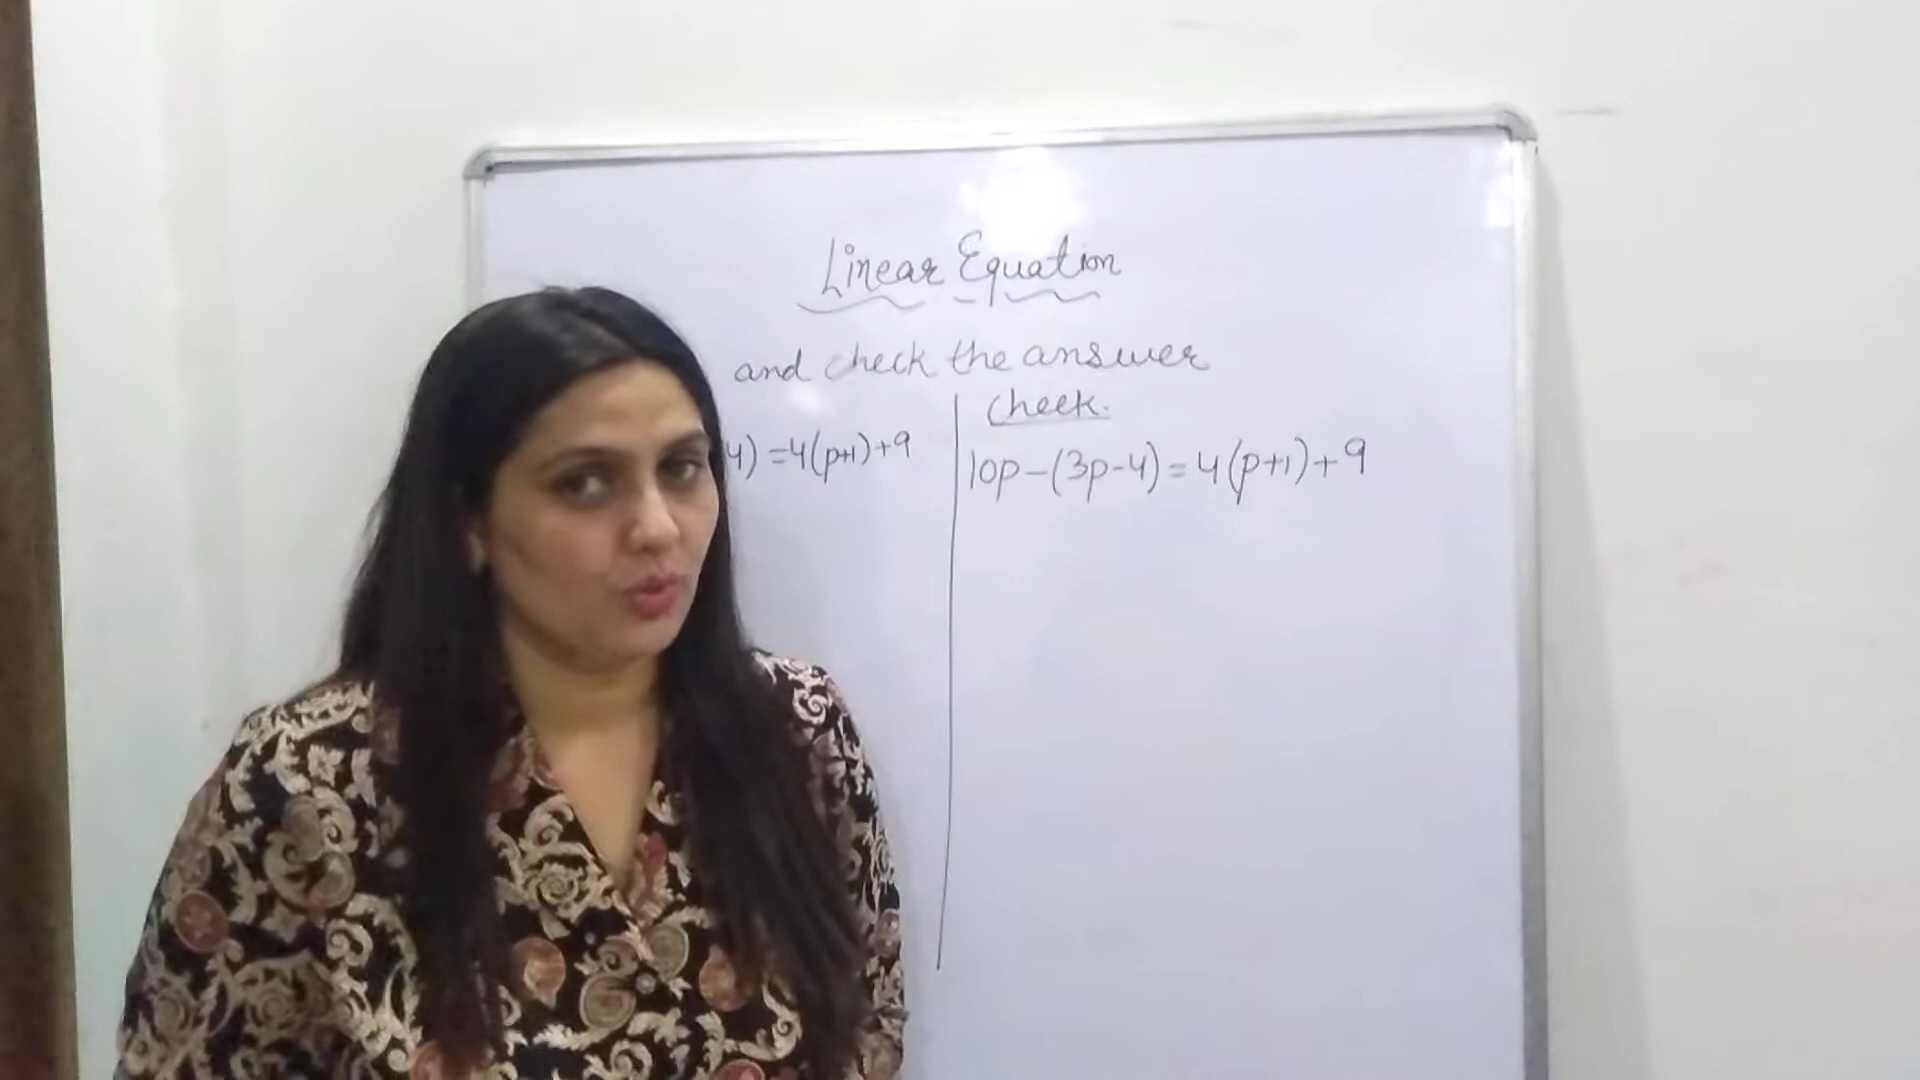 Linear Equation
and check the answer
check.
4) =4(p+1)+9
10p-(3p-4)=4(p+1)+9